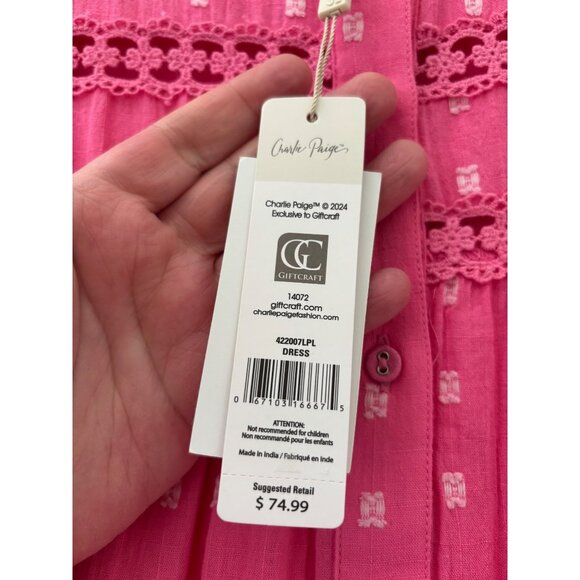 Charlie Paige™
Charlie Paige™ © 2024
Exclusive to Giftcraft
GC
GIFTCRAFT
14072
giftcraft.com
charliepaigefashion.com
422007LPL
DRESS
0 67103 16667 5
ATTENTION:
Not recommended for children
Non recommandé pour les enfants
Made in India / Fabriqué en Inde
Suggested Retail
$ 74.99